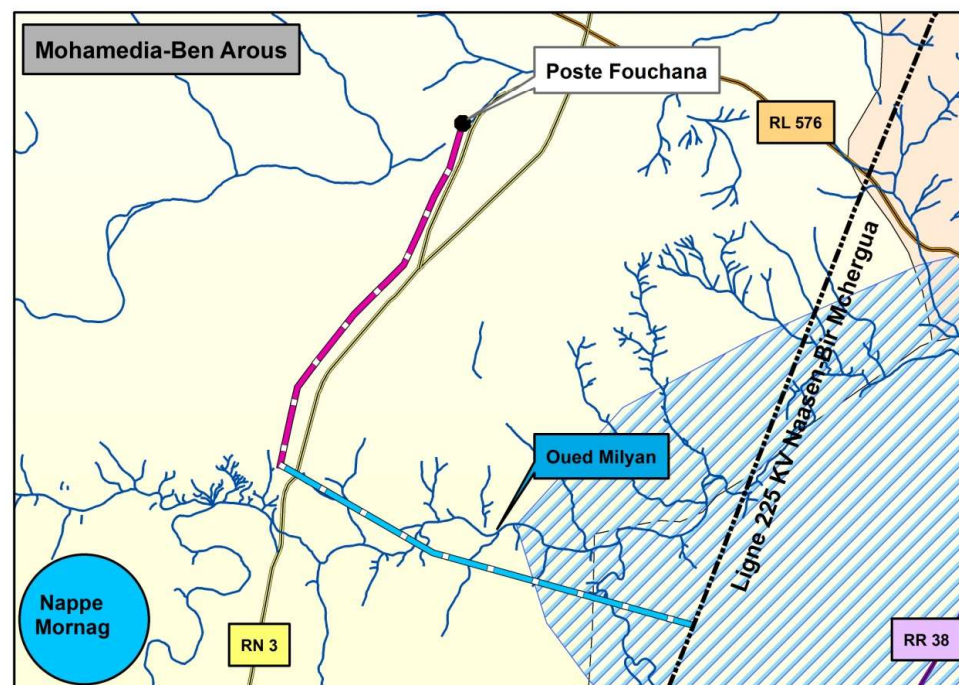 Mohamedia-Ben Arous
Poste Fouchana
RL 576
Ligne 225 KV Naasen-Bir Mchergua
Oued Milyan
Nappe
Mornag
RN 3
RR 38